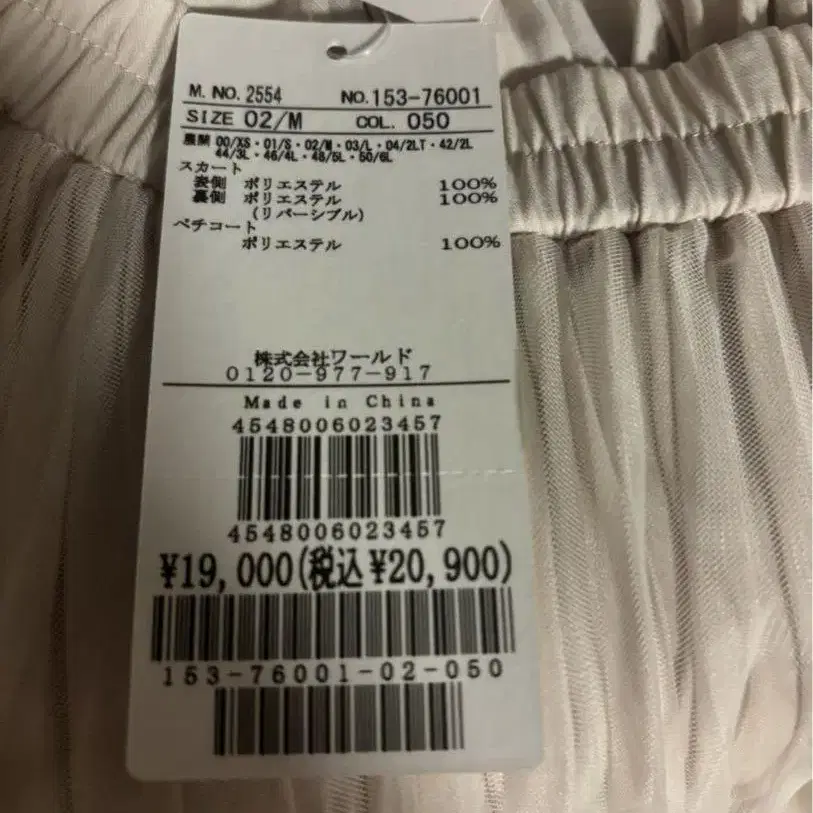 M. NO. 2554 NO. 153-76001
SIZE 02/M COL. 050
展開 00/XS・01/S・02/M・03/L・04/2LT・42/2L
44/3L・46/4L・48/5L・50/6L
スカート
表側 ポリエステル 100%
裏側 ポリエステル 100%
(リバーシブル)
ペチコート
ポリエステル 100%
株式会社ワールド
0120-977-917
Made in China
4548006023457
4548006023457
¥19,000(税込¥20,900)
153-76001-02-050